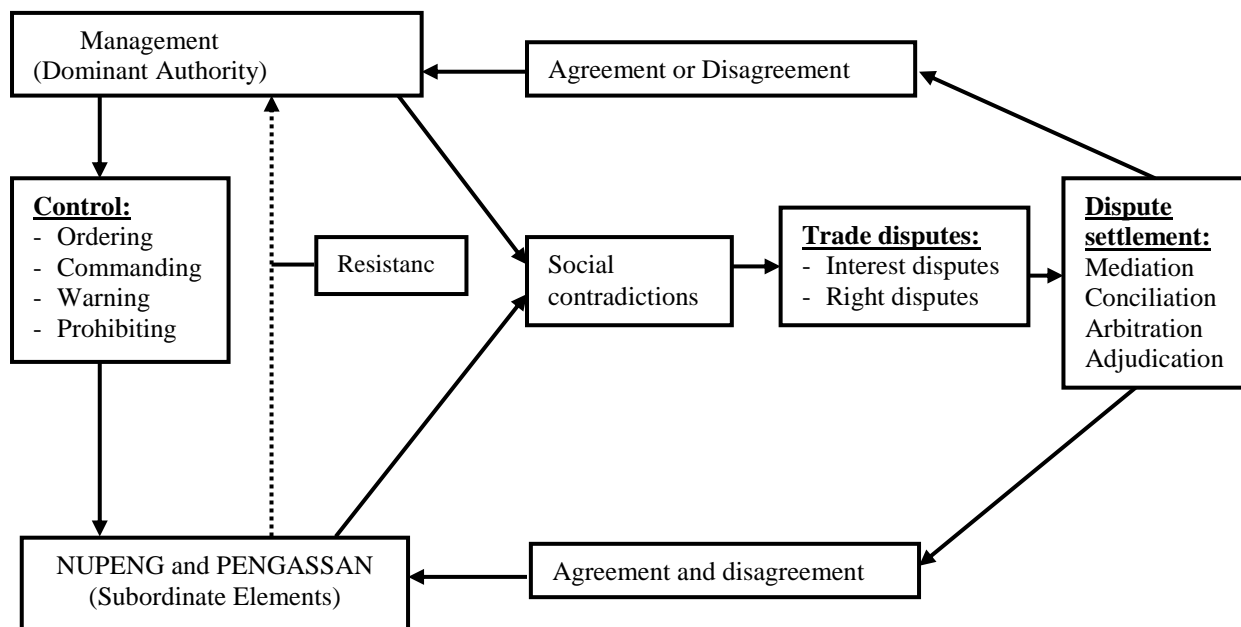 Management
(Dominant Authority)
Agreement or Disagreement
Control:
- Ordering
- Commanding
- Warning
- Prohibiting
Resistanc
Social
contradictions
Trade disputes:
- Interest disputes
- Right disputes
Dispute
settlement:
Mediation
Conciliation
Arbitration
Adjudication
NUPENG and PENGASSAN
(Subordinate Elements)
Agreement and disagreement